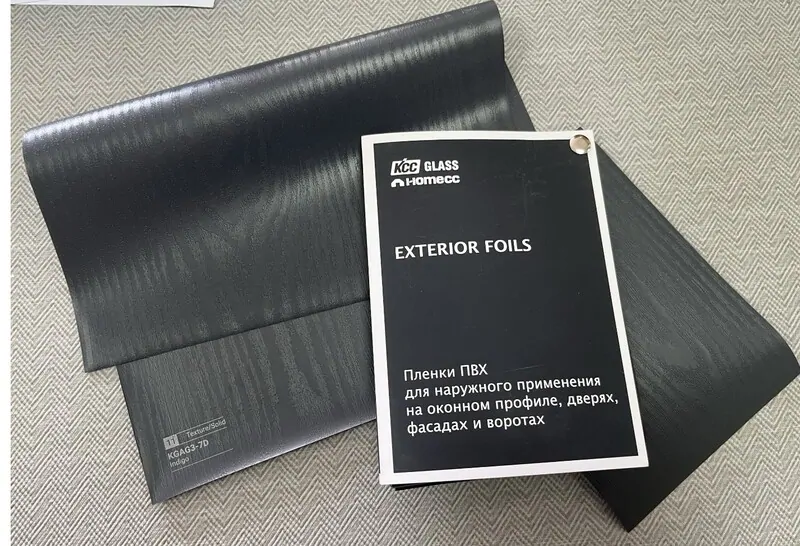 KCC GLASS
HOMECC
EXTERIOR FOILS
Пленки ПВХ
для наружного применения
на оконном профиле, дверях,
фасадах и воротах
11 Texture/Solid
KGAG3-7D
Indigo